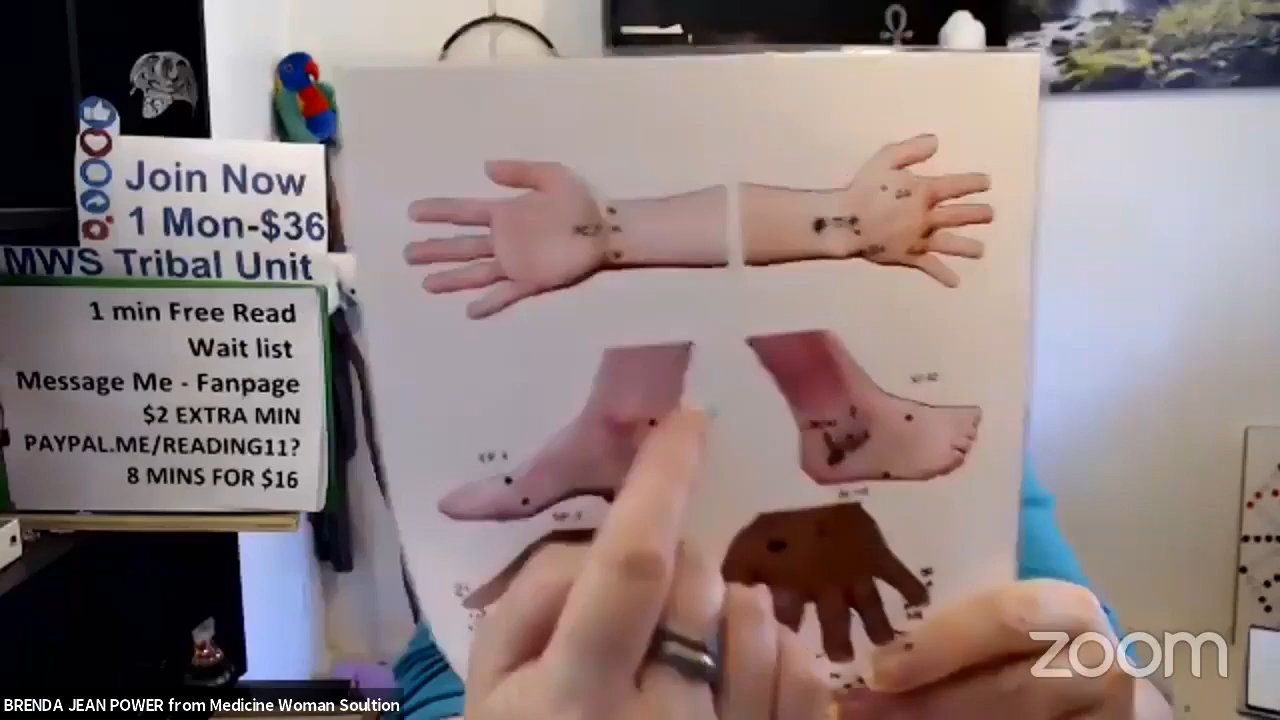 Join Now
1 Mon-$36
MWS Tribal Unit
1 min Free Read
Wait list
Message Me - Fanpage
$2 EXTRA MIN
PAYPAL.ME/READING11?
8 MINS FOR $16
zoom
BRENDA JEAN POWER from Medicine Woman Soultion